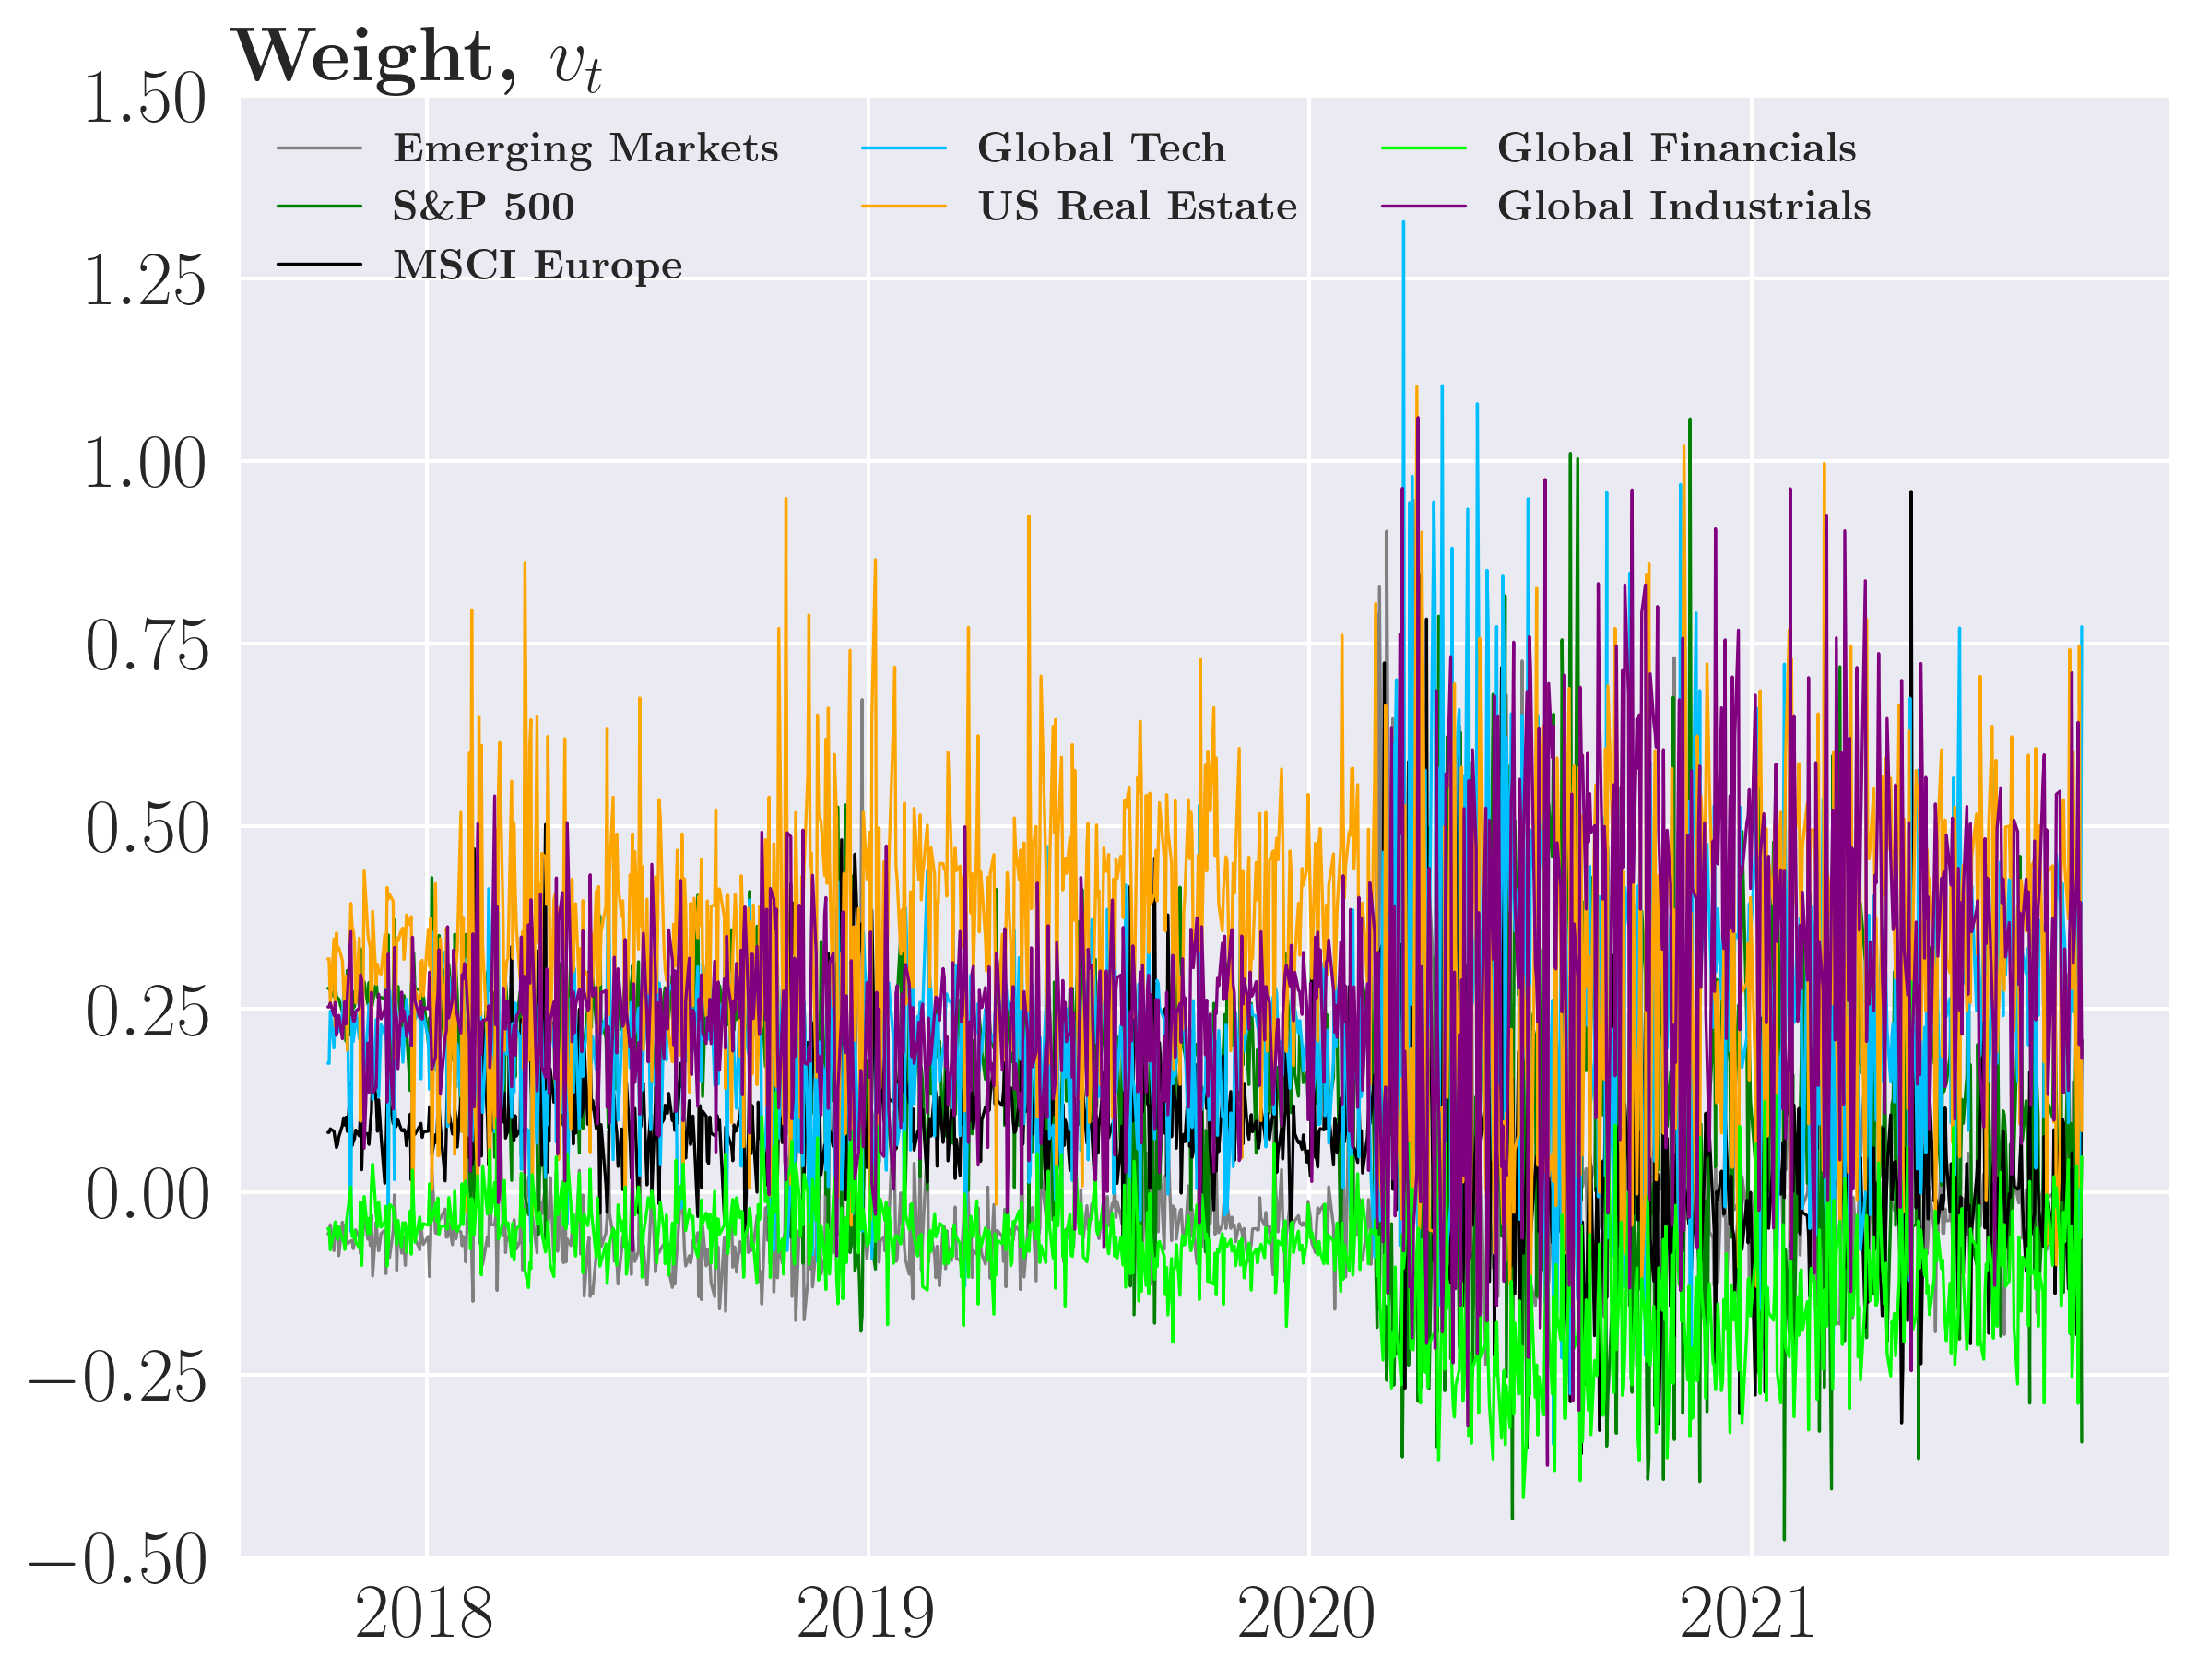 Weight, v_t
1.50
1.25
1.00
0.75
0.50
0.25
0.00
−0.25
−0.50
Emerging Markets
S&P 500
MSCI Europe
Global Tech
US Real Estate
Global Financials
Global Industrials
2018 2019 2020 2021